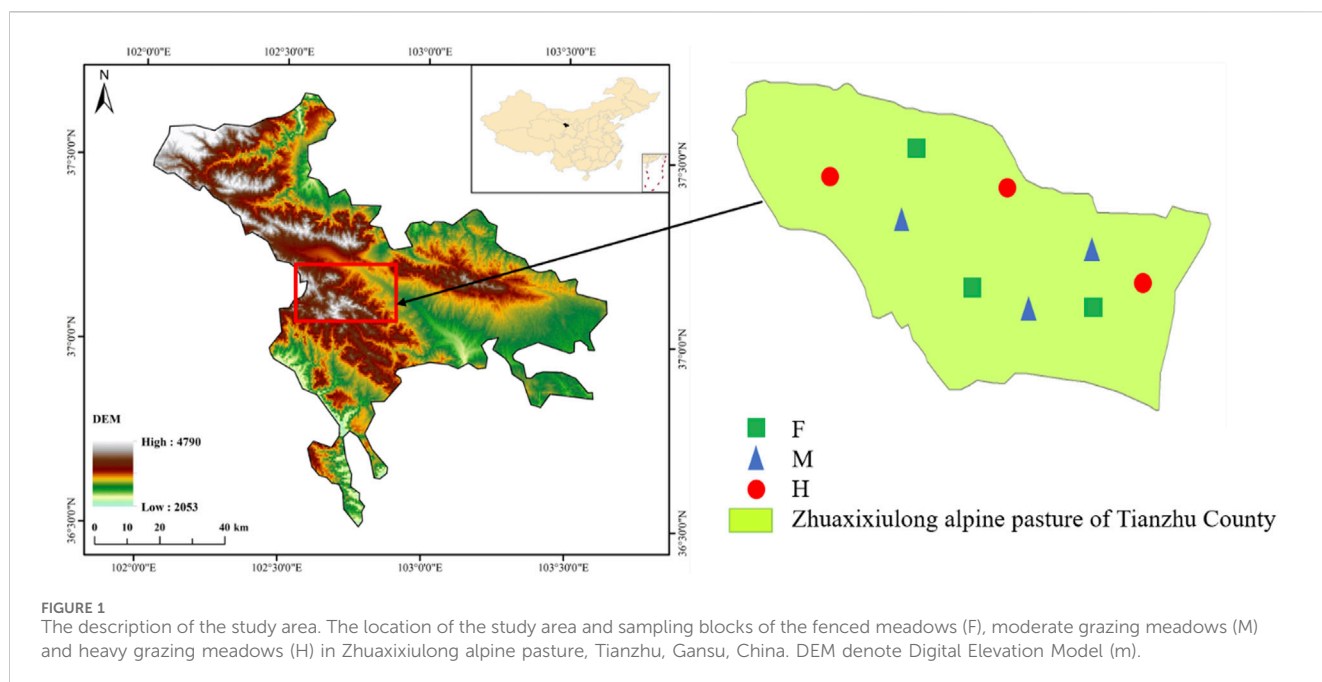 102°0'0"E 102°30'0"E 103°0'0"E 103°30'0"E
N
37°30'0"N
37°0'0"N
36°30'0"N
37°30'0"N
37°0'0"N
36°30'0"N
DEM
High : 4790
Low : 2053
0 10 20 40 km
102°0'0"E 102°30'0"E 103°0'0"E 103°30'0"E
F
M
H
Zhuaxixiulong alpine pasture of Tianzhu County
FIGURE 1
The description of the study area. The location of the study area and sampling blocks of the fenced meadows (F), moderate grazing meadows (M)
and heavy grazing meadows (H) in Zhuaxixiulong alpine pasture, Tianzhu, Gansu, China. DEM denote Digital Elevation Model (m).